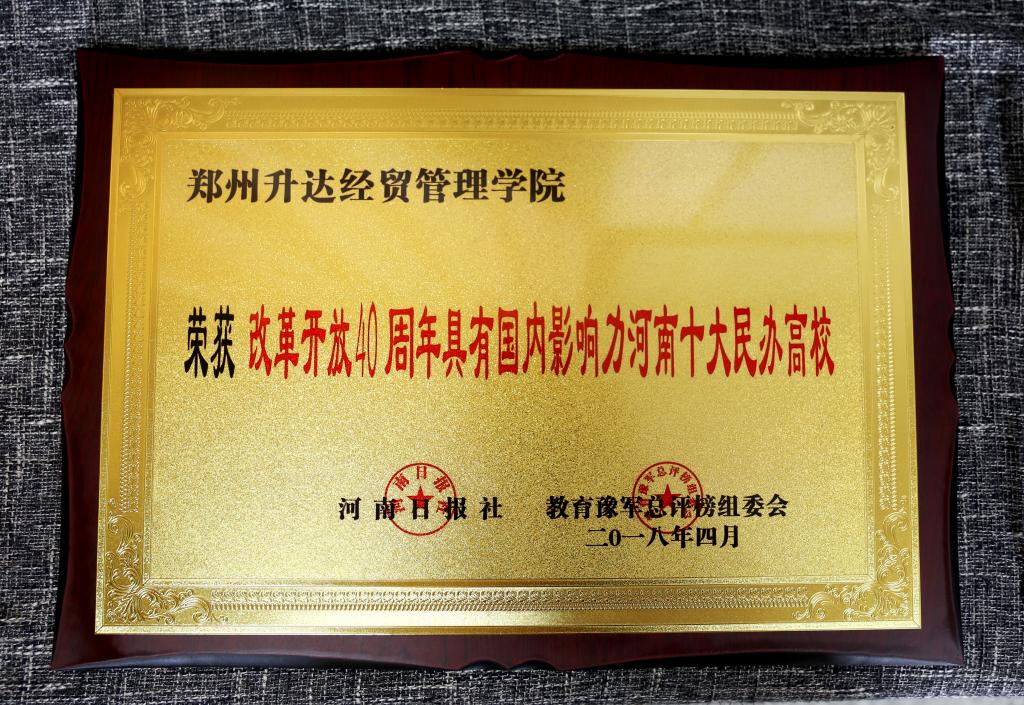 郑州升达经贸管理学院
荣获 改革开放40周年具有国内影响力河南十大民办高校
河南日报社 教育豫军总评榜组委会
二0一八年四月